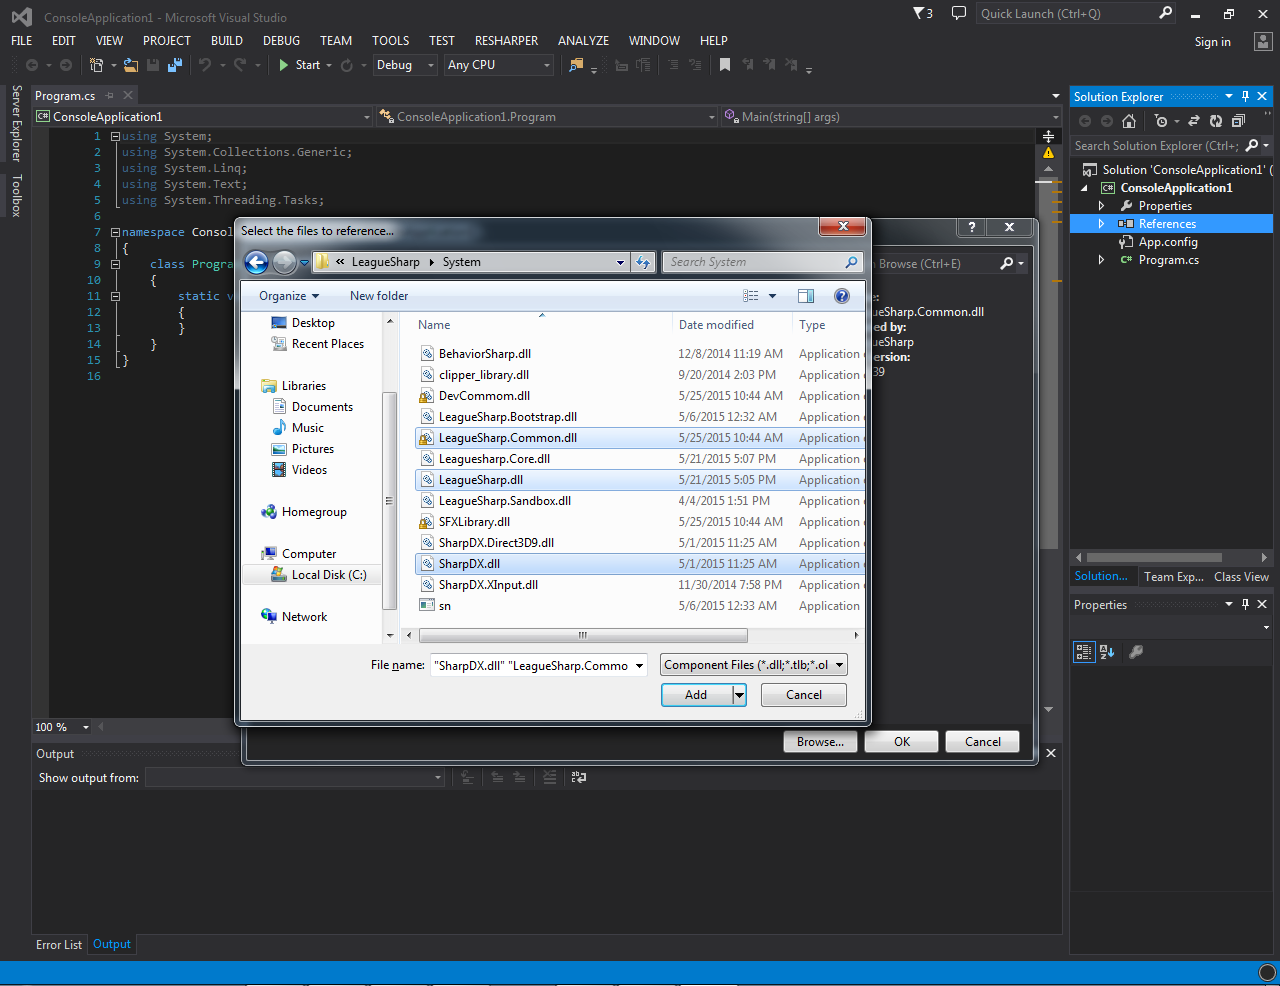 ConsoleApplication1 - Microsoft Visual Studio
3
Quick Launch (Ctrl+Q)
FILE EDIT VIEW PROJECT BUILD DEBUG TEAM TOOLS TEST RESHARPER ANALYZE WINDOW HELP
Sign in
Start Debug Any CPU
Server Explorer
Toolbox
Program.cs
ConsoleApplication1 ConsoleApplication1.Program Main(string[] args)
1 using System;
2 using System.Collections.Generic;
3 using System.Linq;
4 using System.Text;
5 using System.Threading.Tasks;
6
7 namespace Consol
8 {
9 class Progra
10 {
11 static v
12 {
13 }
14 }
15 }
16
100 %
Select the files to reference...
« LeagueSharp System
Search System
Organize New folder
Desktop
Recent Places
Libraries
Documents
Music
Pictures
Videos
Homegroup
Computer
Local Disk (C:)
Network
Name Date modified Type
BehaviorSharp.dll 12/8/2014 11:19 AM Application
clipper_library.dll 9/20/2014 2:03 PM Application
DevCommom.dll 5/25/2015 10:44 AM Application
LeagueSharp.Bootstrap.dll 5/6/2015 12:32 AM Application
LeagueSharp.Common.dll 5/25/2015 10:44 AM Application
Leaguesharp.Core.dll 5/21/2015 5:07 PM Application
LeagueSharp.dll 5/21/2015 5:05 PM Application
LeagueSharp.Sandbox.dll 4/4/2015 1:51 PM Application
SFXLibrary.dll 5/25/2015 10:44 AM Application
SharpDX.Direct3D9.dll 5/1/2015 11:25 AM Application
SharpDX.dll 5/1/2015 11:25 AM Application
SharpDX.XInput.dll 11/30/2014 7:58 PM Application
sn 5/6/2015 12:33 AM Application
File name: "SharpDX.dll" "LeagueSharp.Commo
Component Files (*.dll;*.tlb;*.ol
Add Cancel
Browse (Ctrl+E)
e:
ueSharp.Common.dll
ed by:
ueSharp
ersion:
39
Browse... OK Cancel
Output
Show output from:
Error List Output
Solution Explorer
Search Solution Explorer (Ctrl+;
Solution 'ConsoleApplication1' (
ConsoleApplication1
Properties
References
App.config
Program.cs
Solution... Team Exp... Class View
Properties